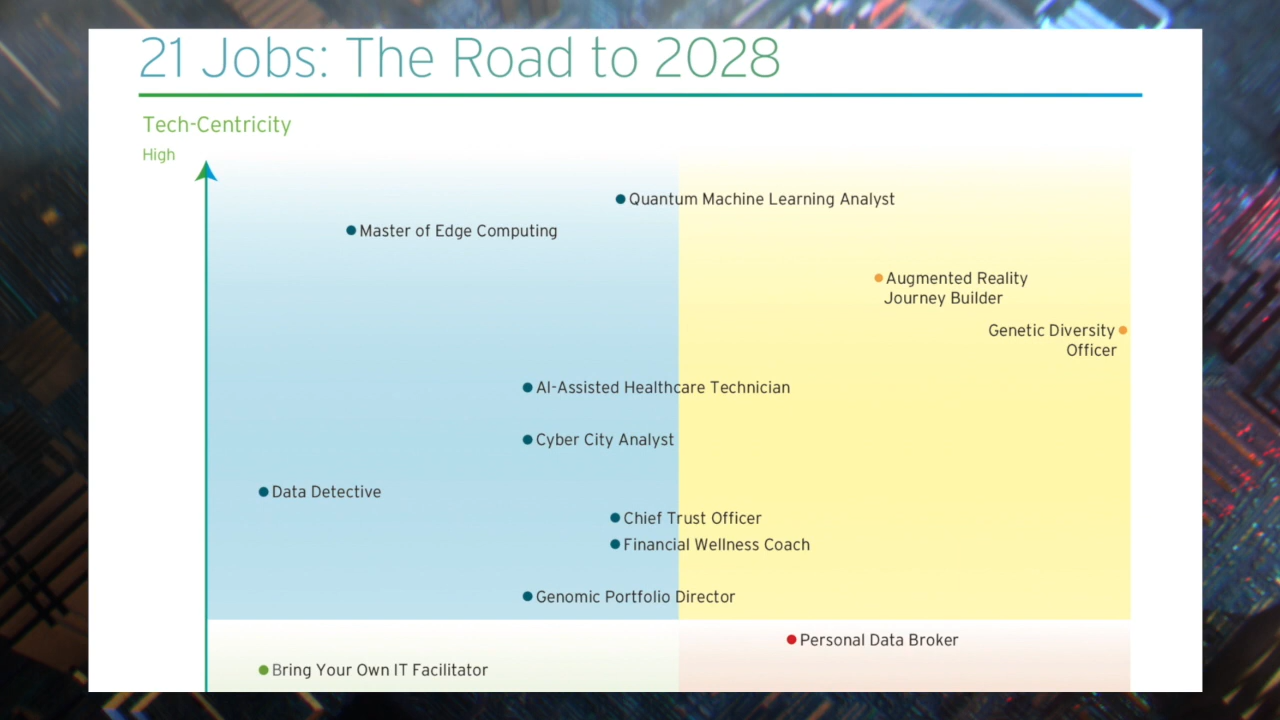 21 Jobs: The Road to 2028
Tech-Centricity
High
Quantum Machine Learning Analyst
Master of Edge Computing
Augmented Reality
Journey Builder
Genetic Diversity
Officer
AI-Assisted Healthcare Technician
Cyber City Analyst
Data Detective
Chief Trust Officer
Financial Wellness Coach
Genomic Portfolio Director
Personal Data Broker
Bring Your Own IT Facilitator